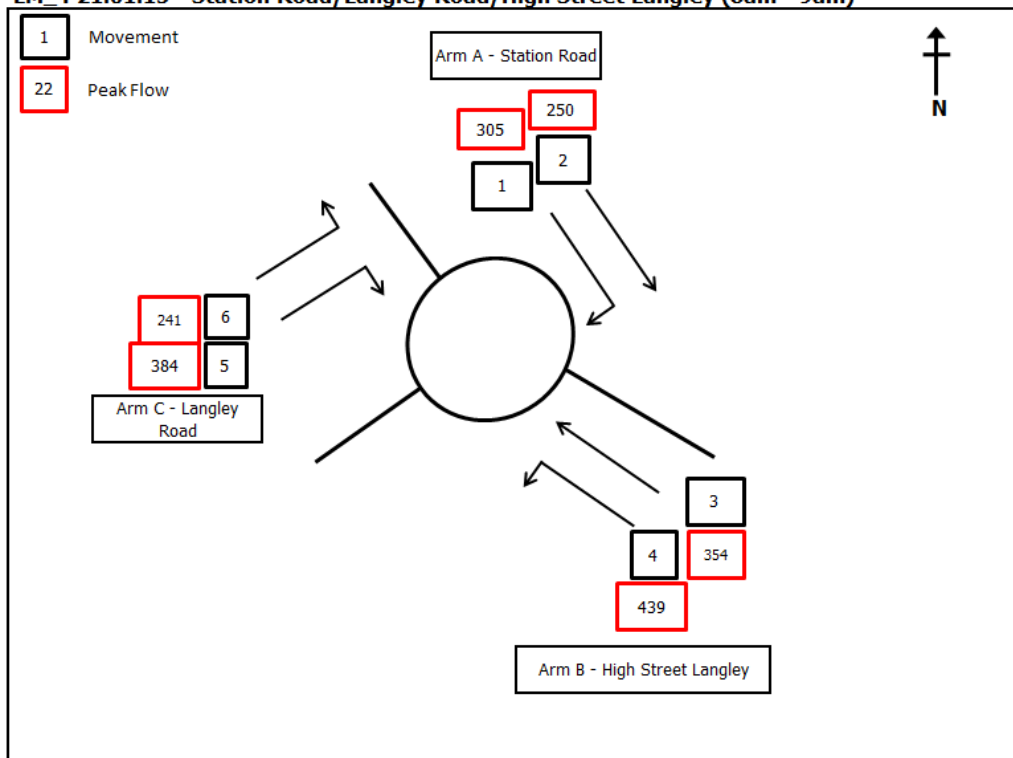 1 Movement
22 Peak Flow
Arm A - Station Road
N
305
250
1
2
241
6
384
5
Arm C - Langley
Road
3
4
354
439
Arm B - High Street Langley